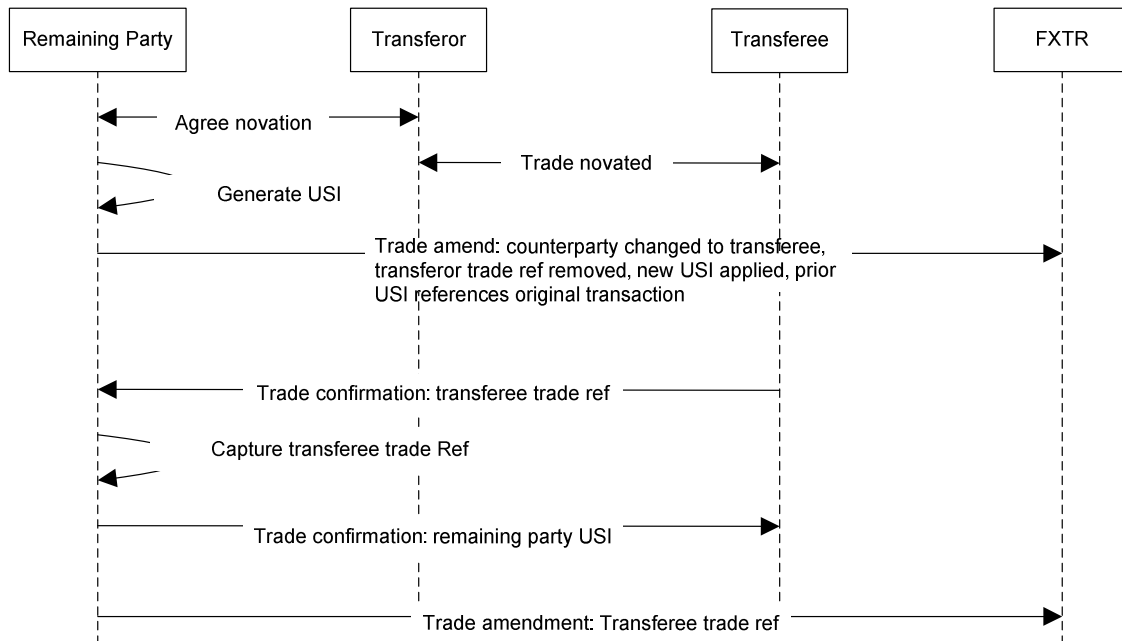 Remaining Party
Transferor
Transferee
FXTR
Agree novation
Trade novated
Generate USI
Trade amend: counterparty changed to transferee,
transferor trade ref removed, new USI applied, prior
USI references original transaction
Trade confirmation: transferee trade ref
Capture transferee trade Ref
Trade confirmation: remaining party USI
Trade amendment: Transferee trade ref